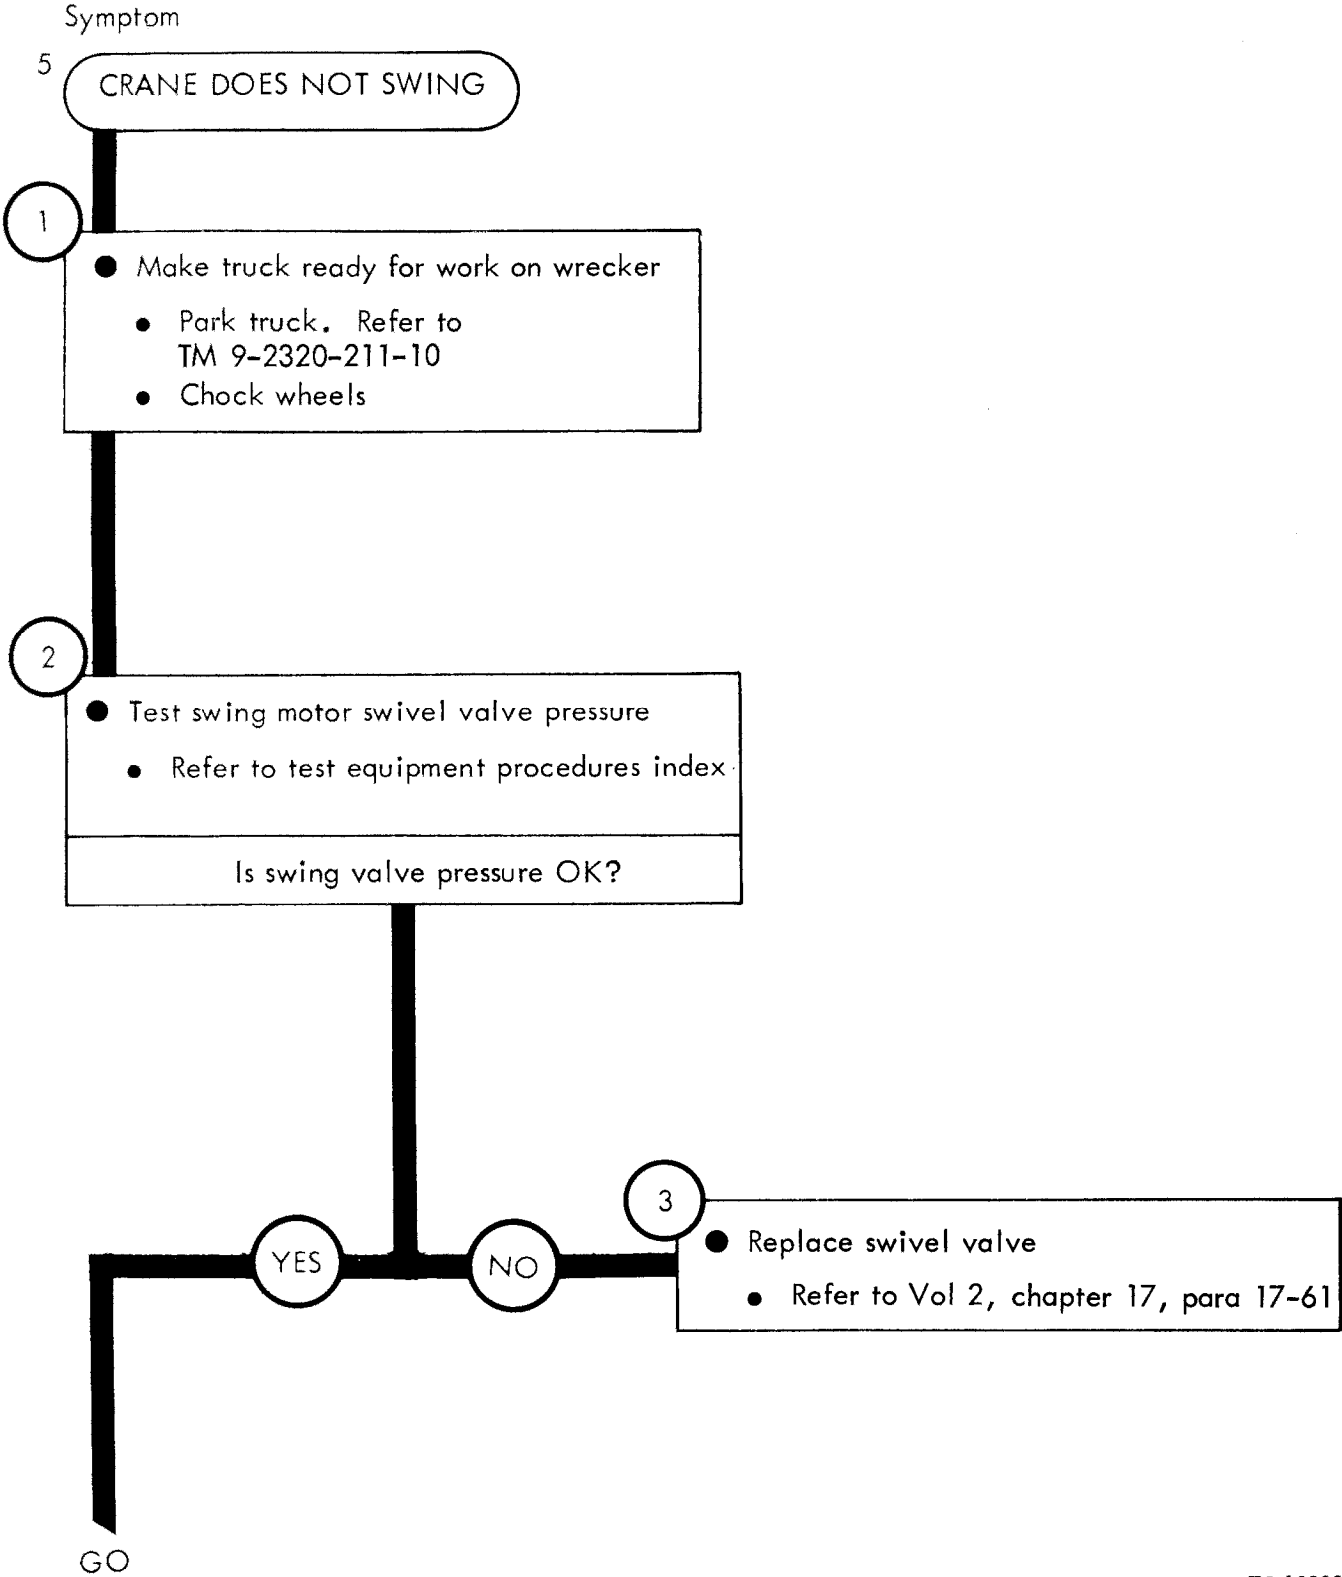 Symptom
5
CRANE DOES NOT SWING
1
● Make truck ready for work on wrecker
● Park truck. Refer to
TM 9-2320-211-10
● Chock wheels
2
● Test swing motor swivel valve pressure
● Refer to test equipment procedures index
Is swing valve pressure OK?
3
● Replace swivel valve
● Refer to Vol 2, chapter 17, para 17-61
YES
NO
GO